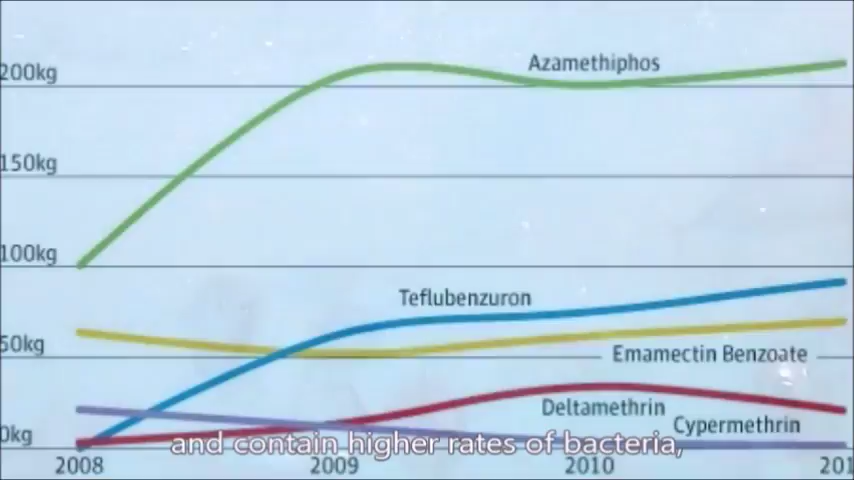 200kg
Azamethiphos
150kg
100kg
Teflubenzuron
50kg
Emamectin Benzoate
Deltamethrin
Cypermethrin
0kg
and contain higher rates of bacteria,
2008 2009 2010 201